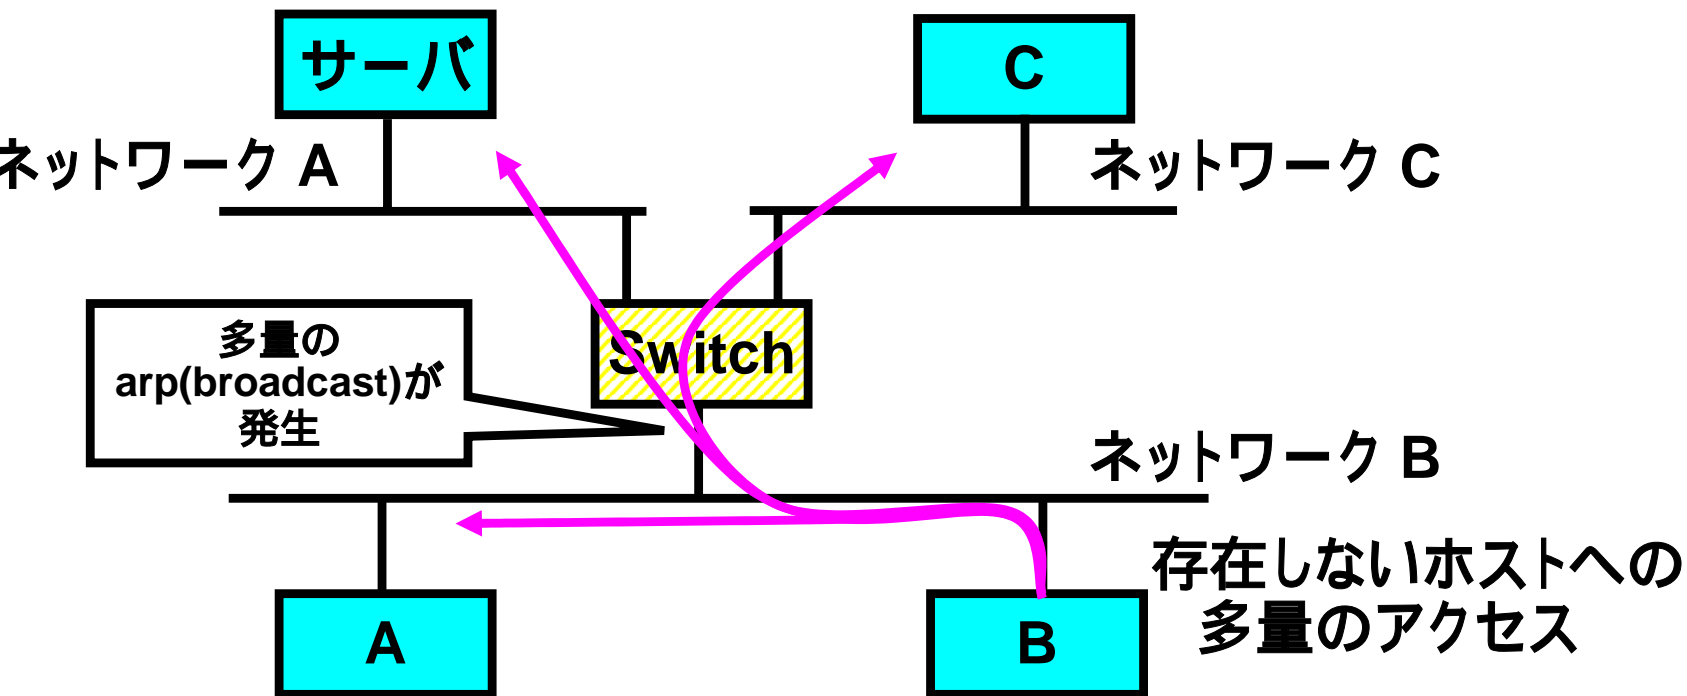 サーバ
C
ネットワーク A
ネットワーク C
多量の
arp(broadcast)が
発生
Switch
ネットワーク B
存在しないホストへの
多量のアクセス
A
B